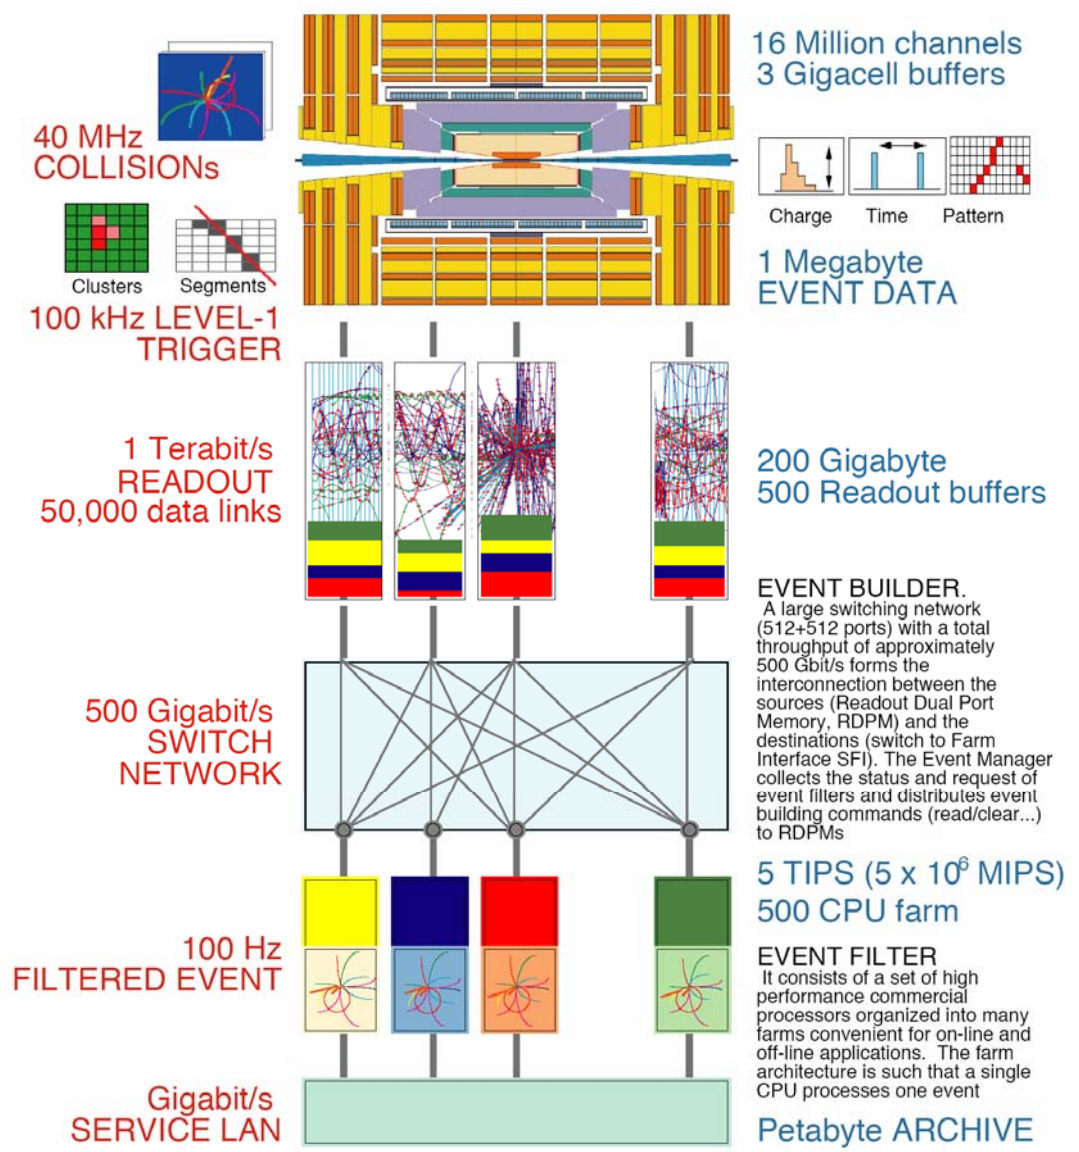 16 Million channels
3 Gigacell buffers
40 MHz
COLLISIONs
Charge
Time
Pattern
Clusters
Segments
1 Megabyte
EVENT DATA
100 kHz LEVEL-1
TRIGGER
1 Terabit/s
READOUT
50,000 data links
200 Gigabyte
500 Readout buffers
EVENT BUILDER.
A large switching network
(512+512 ports) with a total
throughput of approximately
500 Gbit/s forms the
interconnection between the
sources (Readout Dual Port
Memory, RDPM) and the
destinations (switch to Farm
Interface SFI). The Event Manager
collects the status and request of
event filters and distributes event
building commands (read/clear...)
to RDPMs
500 Gigabit/s
SWITCH
NETWORK
5 TIPS (5 x 10⁶ MIPS)
500 CPU farm
100 Hz
FILTERED EVENT
EVENT FILTER
It consists of a set of high
performance commercial
processors organized into many
farms convenient for on-line and
off-line applications. The farm
architecture is such that a single
CPU processes one event
Gigabit/s
SERVICE LAN
Petabyte ARCHIVE